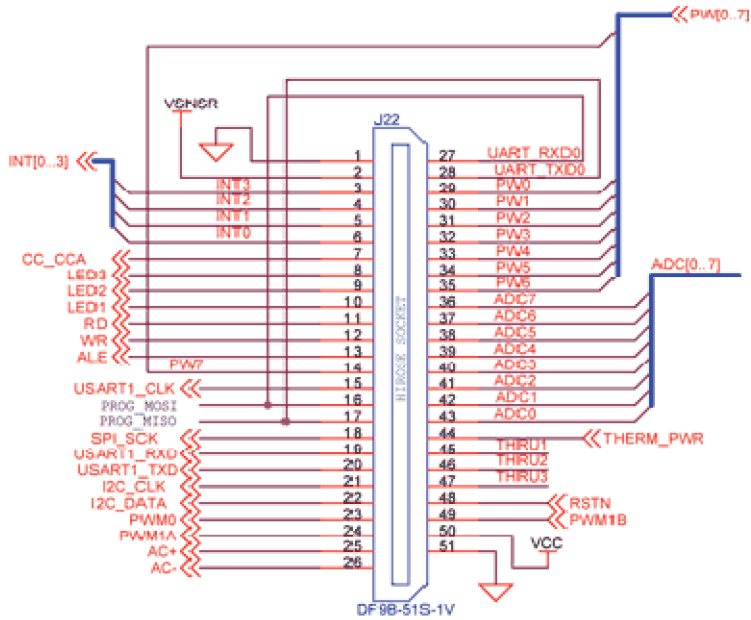 PW[0..7]
VSNSR
J22
INT[0..3]
1
27
UART_RXD0
2
28
UART_TXD0
INT3
3
29
PW0
INT2
4
30
PW1
INT1
5
31
PW2
INT0
6
32
PW3
CC_CCA
7
33
PW4
LED3
8
34
PW5
LED2
9
35
PW6
ADC[0..7]
LED1
10
36
ADC7
RD
11
37
ADC6
WR
12
38
ADC5
ALE
13
39
ADC4
PW7
14
40
ADC3
USART1_CLK
15
41
ADC2
PROG_MOSI
16
42
ADC1
PROG_MISO
17
43
ADC0
SPI_SCK
18
44
THERM_PWR
USART1_RXD
19
45
THRU1
USART1_TXD
20
46
THRU2
I2C_CLK
21
47
THRU3
I2C_DATA
22
48
RSTN
PWM0
23
49
PWM1B
PWM1A
24
50
VCC
AC+
25
51
AC-
26
HIROSE SOCKET
DF9B-51S-1V